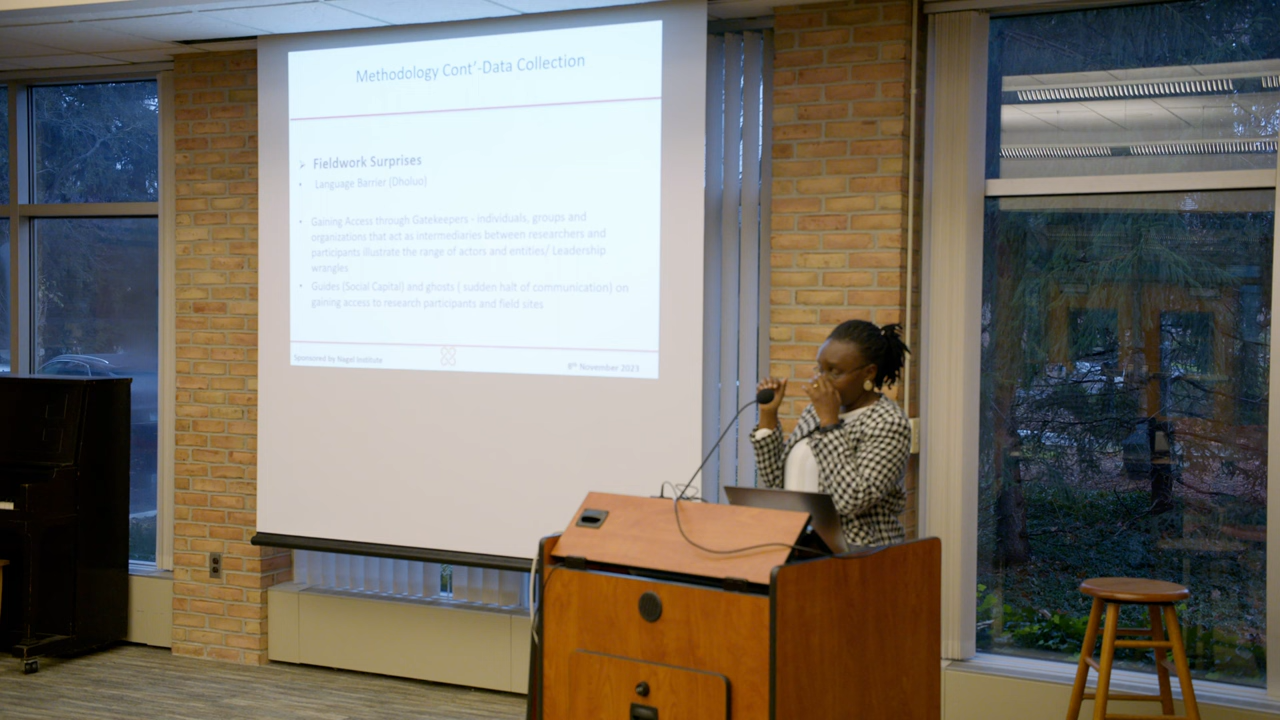 Methodology Cont'-Data Collection
➢ Fieldwork Surprises
• Language Barrier (Dholuo)
• Gaining Access through Gatekeepers - individuals, groups and
organizations that act as intermediaries between researchers and
participants illustrate the range of actors and entities/ Leadership
wrangles
• Guides (Social Capital) and ghosts ( sudden halt of communication) on
gaining access to research participants and field sites
Sponsored by Nagel Institute
8th November 2023